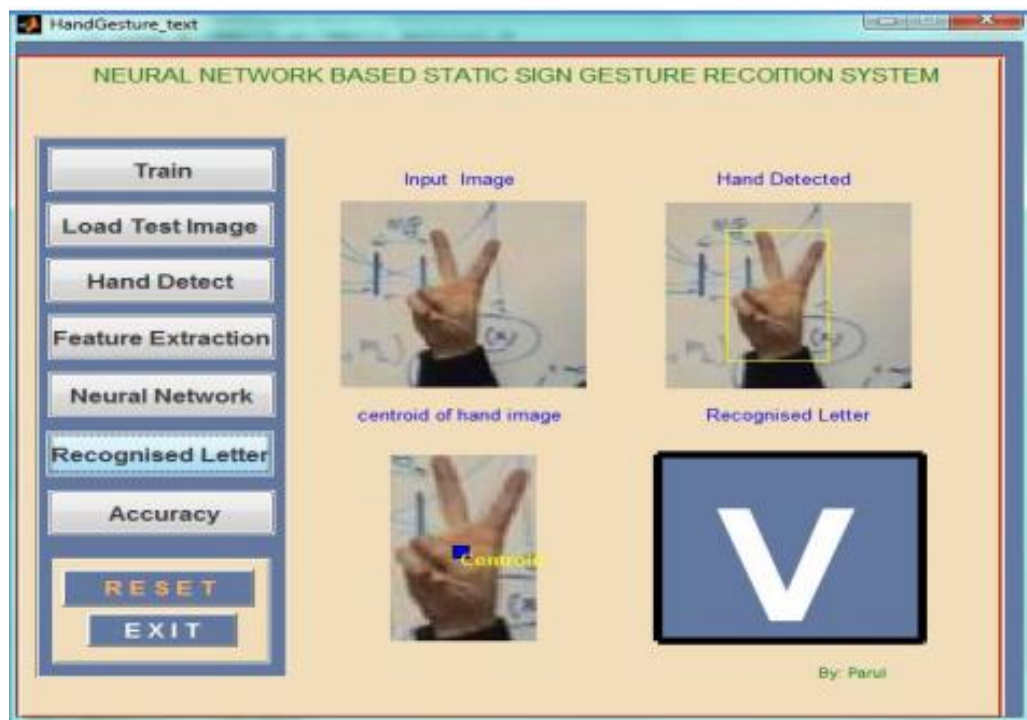 HandGesture_text
NEURAL NETWORK BASED STATIC SIGN GESTURE RECOITION SYSTEM
Train
Load Test Image
Hand Detect
Feature Extraction
Neural Network
Recognised Letter
Accuracy
RESET
EXIT
Input Image
Hand Detected
centroid of hand image
Recognised Letter
Centroid
V
By: Parul